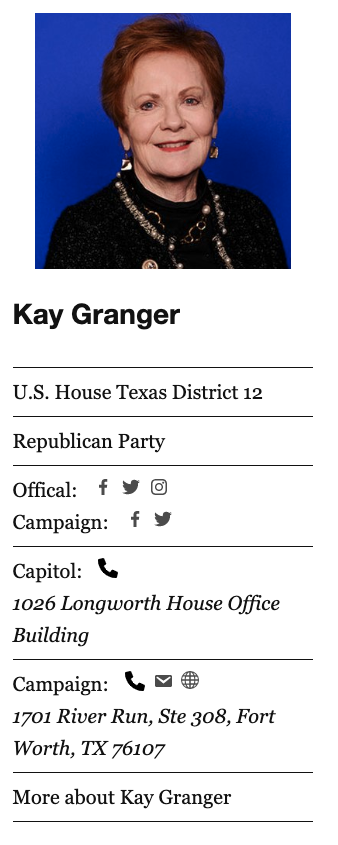 Kay Granger
U.S. House Texas District 12
Republican Party
Offical:
Campaign:
Capitol:
1026 Longworth House Office
Building
Campaign:
1701 River Run, Ste 308, Fort
Worth, TX 76107
More about Kay Granger